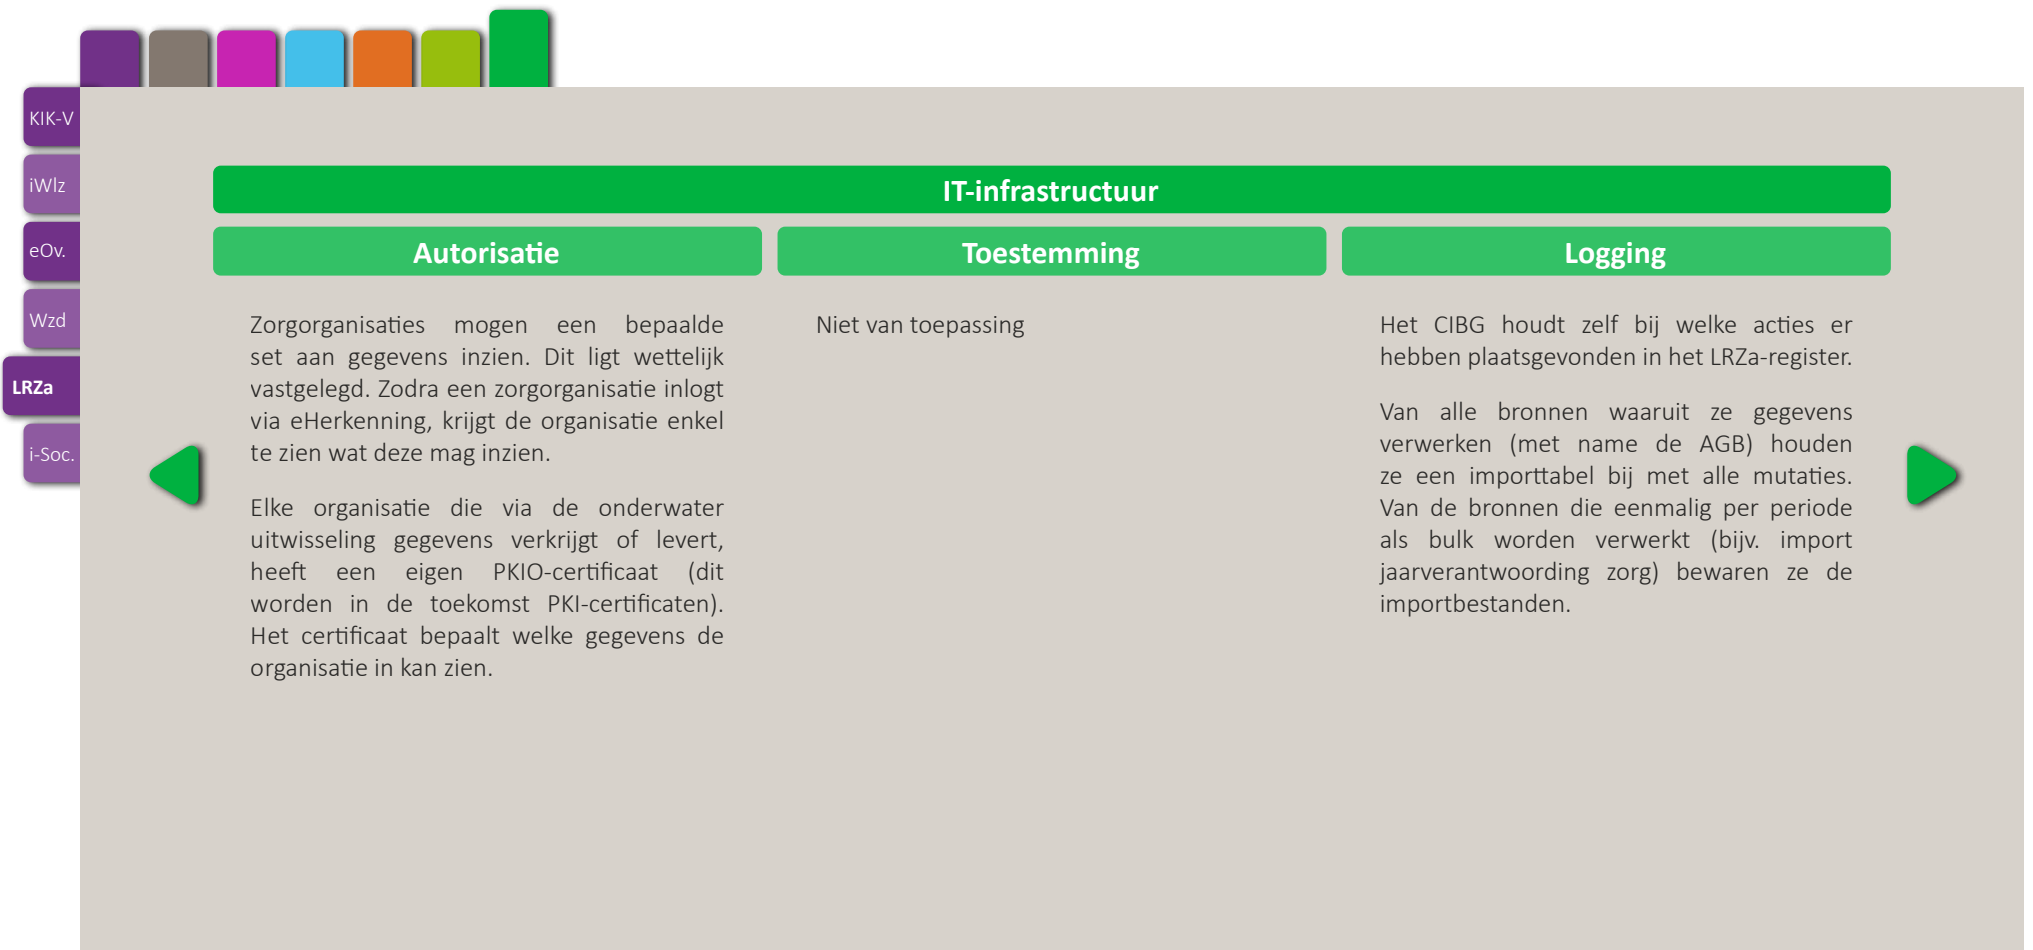 KIK-V
iWlz
eOv.
Wzd
LRZa
i-Soc.
IT-infrastructuur
Autorisatie
Zorgorganisaties mogen een bepaalde
set aan gegevens inzien. Dit ligt wettelijk
vastgelegd. Zodra een zorgorganisatie inlogt
via eHerkenning, krijgt de organisatie enkel
te zien wat deze mag inzien.
Elke organisatie die via de onderwater
uitwisseling gegevens verkrijgt of levert,
heeft een eigen PKIO-certificaat (dit
worden in de toekomst PKI-certificaten).
Het certificaat bepaalt welke gegevens de
organisatie in kan zien.
Toestemming
Niet van toepassing
Logging
Het CIBG houdt zelf bij welke acties er
hebben plaatsgevonden in het LRZa-register.
Van alle bronnen waaruit ze gegevens
verwerken (met name de AGB) houden
ze een importtabel bij met alle mutaties.
Van de bronnen die eenmalig per periode
als bulk worden verwerkt (bijv. import
jaarverantwoording zorg) bewaren ze de
importbestanden.